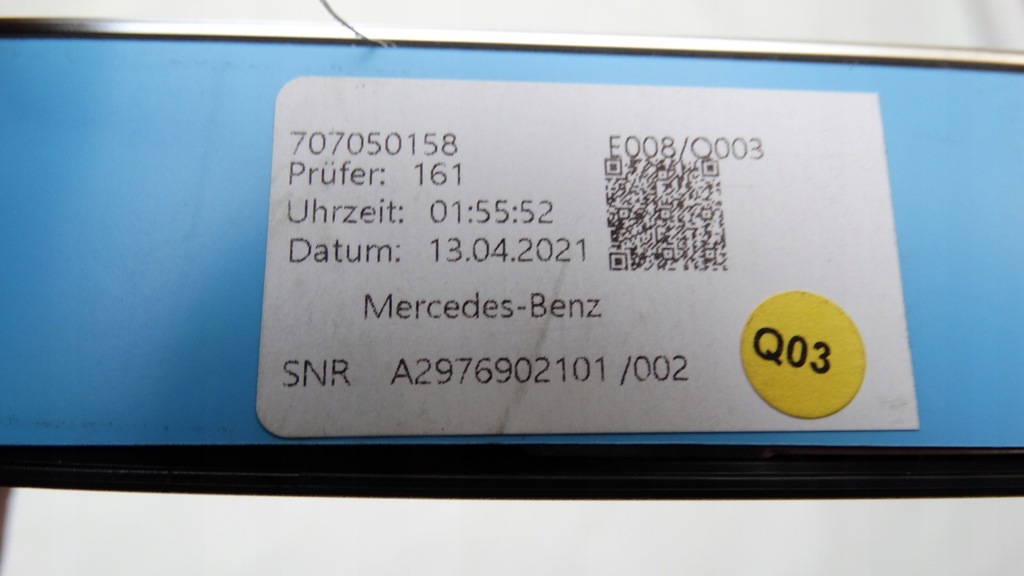 707050158 E008/Q003
Prüfer: 161
Uhrzeit: 01:55:52
Datum: 13.04.2021
Mercedes-Benz
SNR A2976902101 /002
Q03